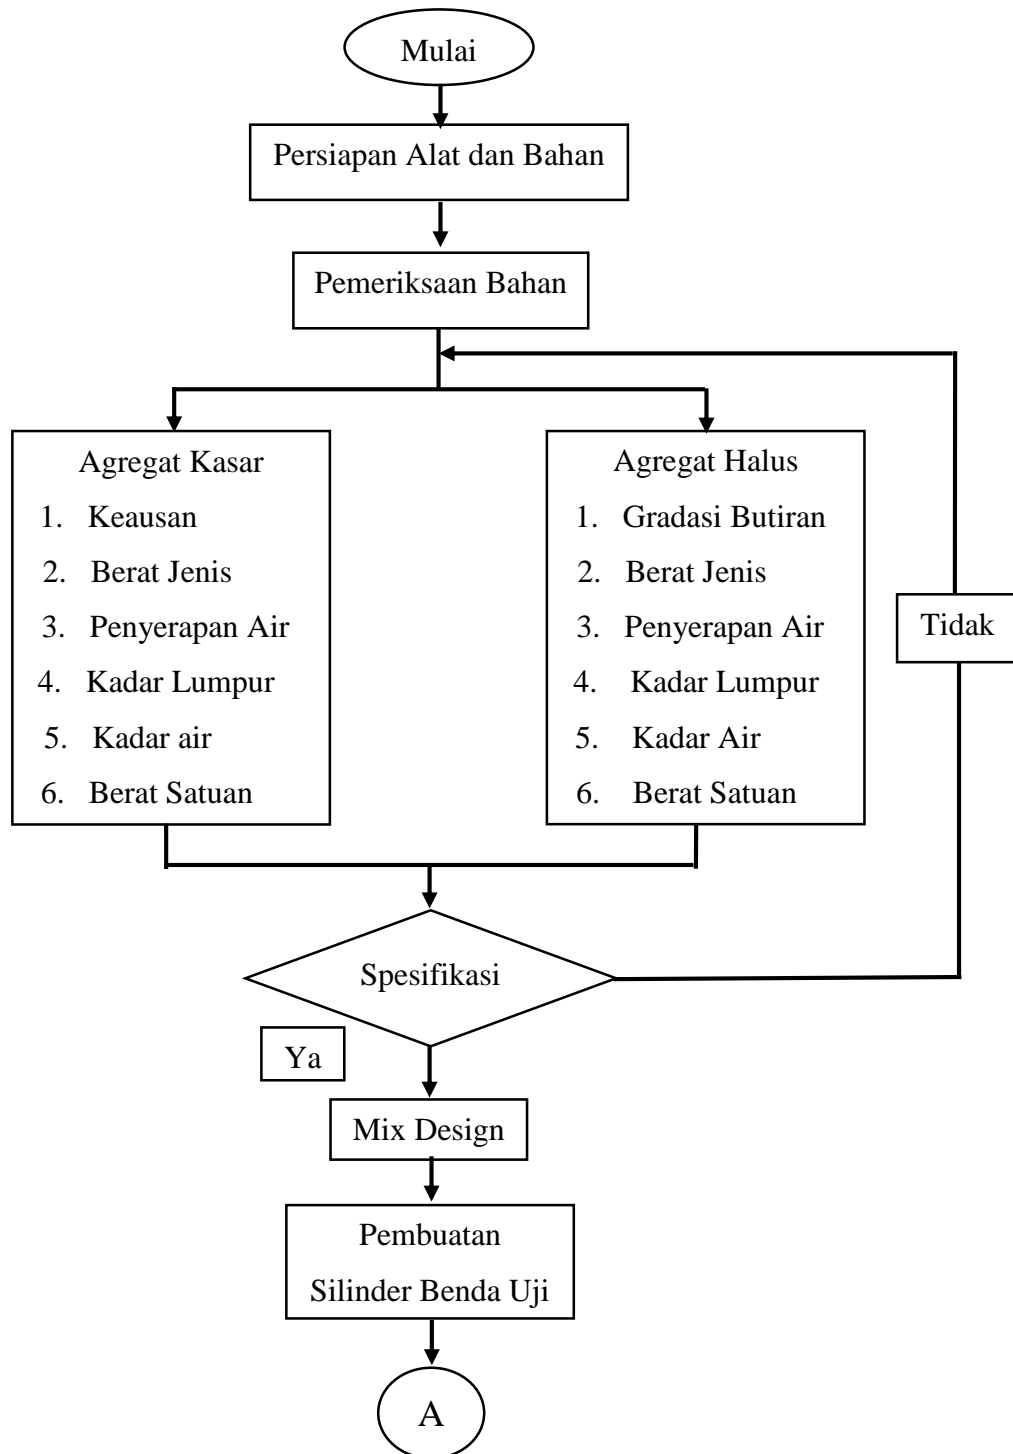 Mulai
Persiapan Alat dan Bahan
Pemeriksaan Bahan
Agregat Kasar
1. Keausan
2. Berat Jenis
3. Penyerapan Air
4. Kadar Lumpur
5. Kadar air
6. Berat Satuan
Agregat Halus
1. Gradasi Butiran
2. Berat Jenis
3. Penyerapan Air
4. Kadar Lumpur
5. Kadar Air
6. Berat Satuan
Tidak
Spesifikasi
Ya
Mix Design
Pembuatan
Silinder Benda Uji
A